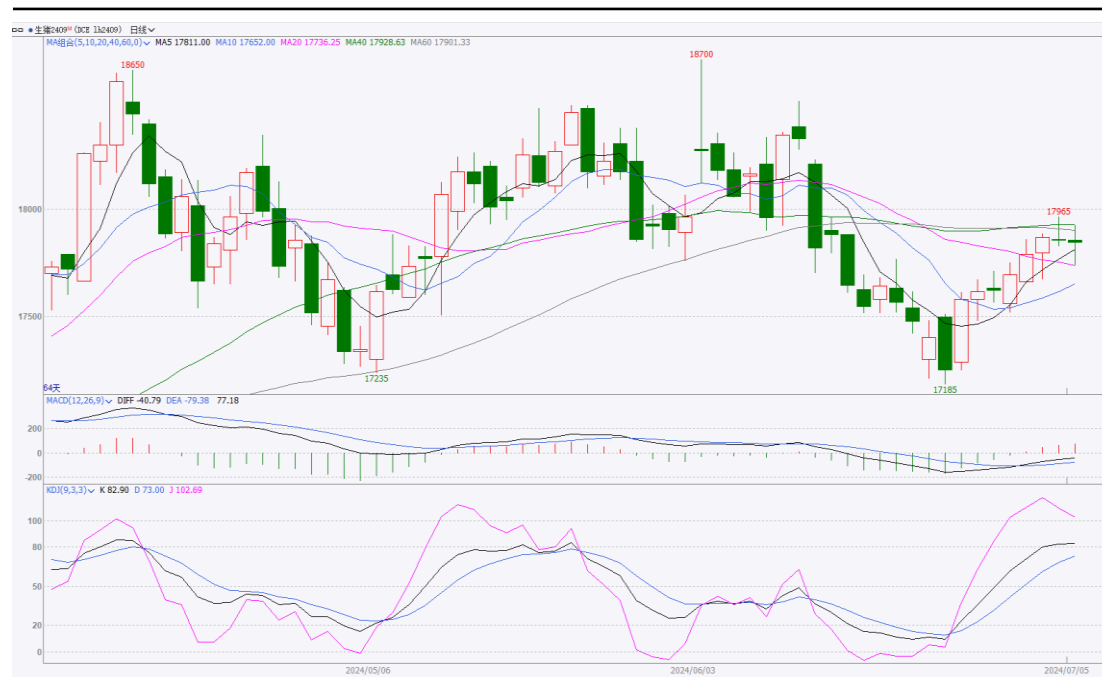 生猪2409M (DCE lh2409) 日线
MA组合(5,10,20,40,60,0) MA5 17811.00 MA10 17652.00 MA20 17736.25 MA40 17928.63 MA60 17901.33
18700
18650
18000
17965
17500
17235
17185
64天
MACD(12,26,9) DIFF -40.79 DEA -79.38 77.18
200
0
-200
KDJ(9,3,3) K 82.90 D 73.00 J 102.69
100
80
50
20
0
2024/05/06 2024/06/03 2024/07/05